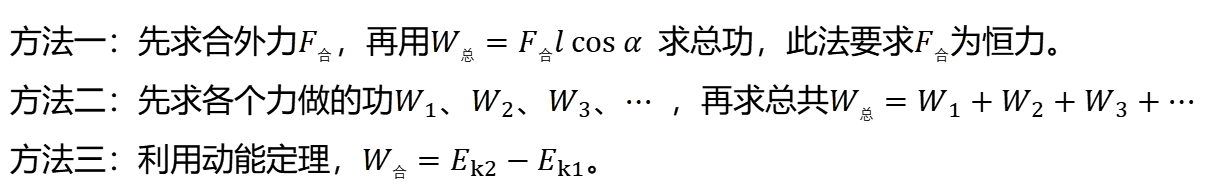 方法一：先求合外力F合，再用W总 = F合l cos α 求总功，此法要求F合为恒力。
方法二：先求各个力做的功W1、W2、W3、⋯ ，再求总共W总 = W1 + W2 + W3 + ⋯
方法三：利用动能定理，W合 = Ek2 − Ek1。